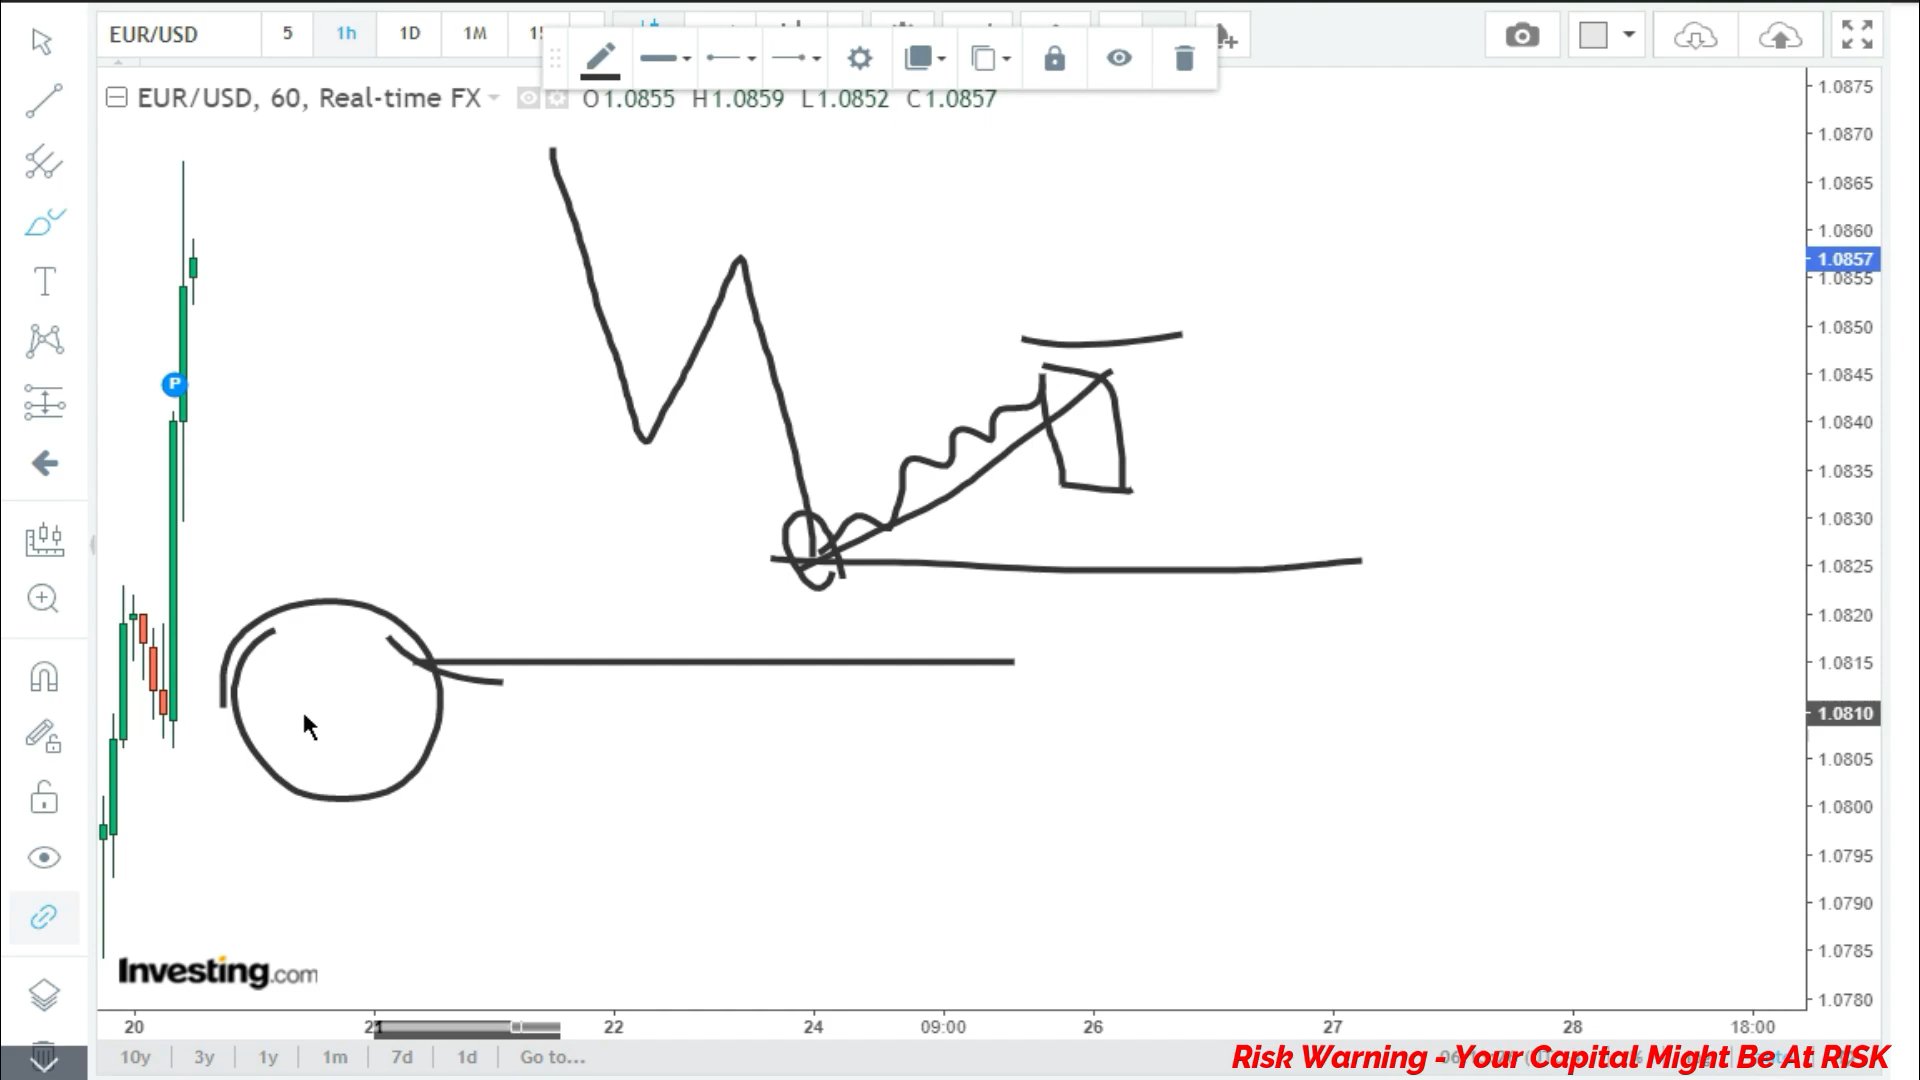 EUR/USD 5 1h 1D 1M
EUR/USD, 60, Real-time FX O1.0855 H1.0859 L1.0852 C1.0857
1.0875
1.0870
1.0865
1.0860
1.0857
1.0855
1.0850
1.0845
1.0840
1.0835
1.0830
1.0825
1.0820
1.0815
1.0810
1.0805
1.0800
1.0795
1.0790
1.0785
1.0780
T
P
Investing.com
20 21 22 24 09:00 26 27 28 18:00
10y 3y 1y 1m 7d 1d Go to...
Risk Warning - Your Capital Might Be At RISK